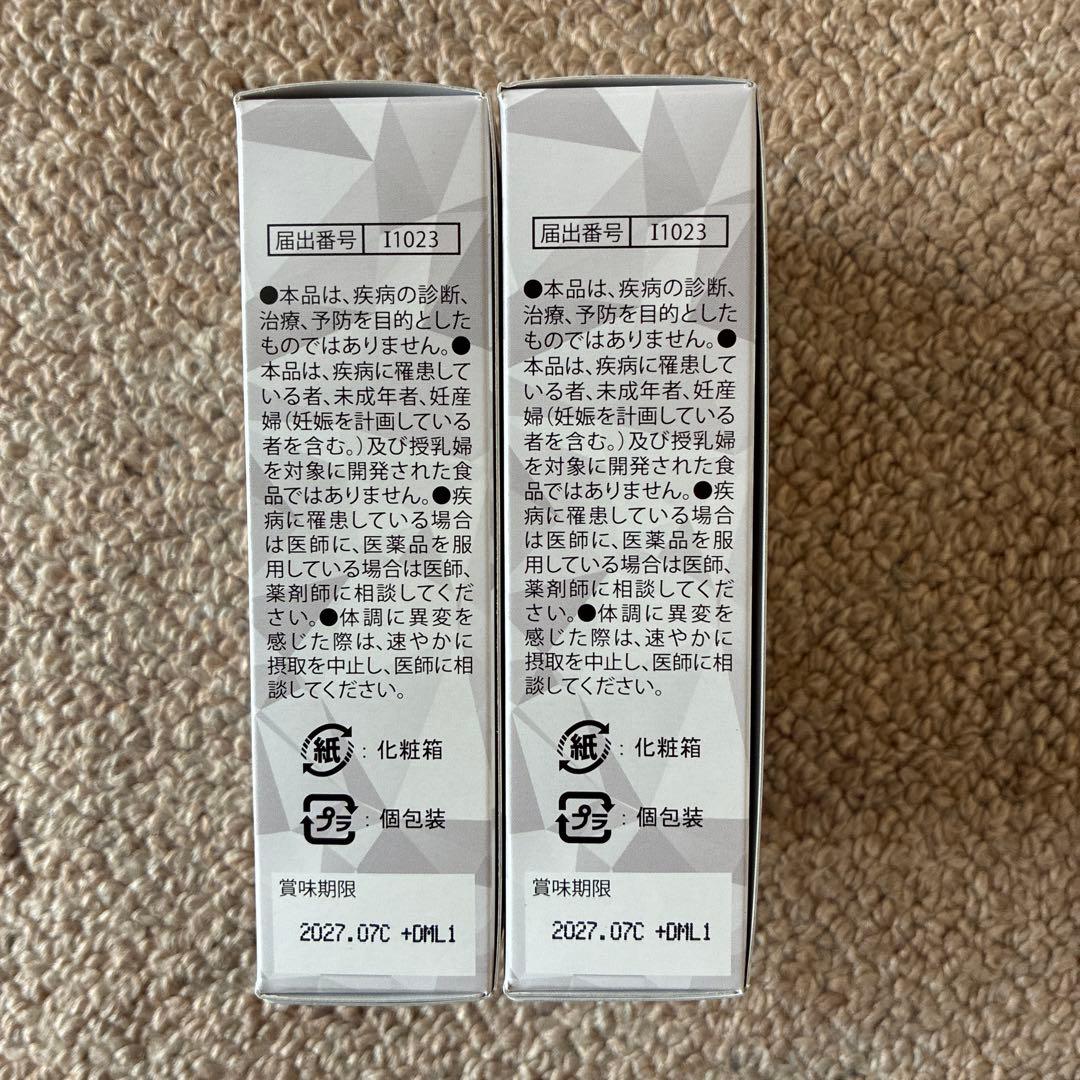 届出番号 I1023
●本品は、疾病の診断、
治療、予防を目的とした
ものではありません。●
本品は、疾病に罹患して
いる者、未成年者、妊産
婦（妊娠を計画している
者を含む。）及び授乳婦
を対象に開発された食
品ではありません。●疾
病に罹患している場合
は医師に、医薬品を服
用している場合は医師、
薬剤師に相談してくだ
さい。●体調に異変を
感じた際は、速やかに
摂取を中止し、医師に相
談してください。
紙：化粧箱
プラ：個包装
賞味期限
2027.07C +DML1
届出番号 I1023
●本品は、疾病の診断、
治療、予防を目的とした
ものではありません。●
本品は、疾病に罹患して
いる者、未成年者、妊産
婦（妊娠を計画している
者を含む。）及び授乳婦
を対象に開発された食
品ではありません。●疾
病に罹患している場合
は医師に、医薬品を服
用している場合は医師、
薬剤師に相談してくだ
さい。●体調に異変を
感じた際は、速やかに
摂取を中止し、医師に相
談してください。
紙：化粧箱
プラ：個包装
賞味期限
2027.07C +DML1